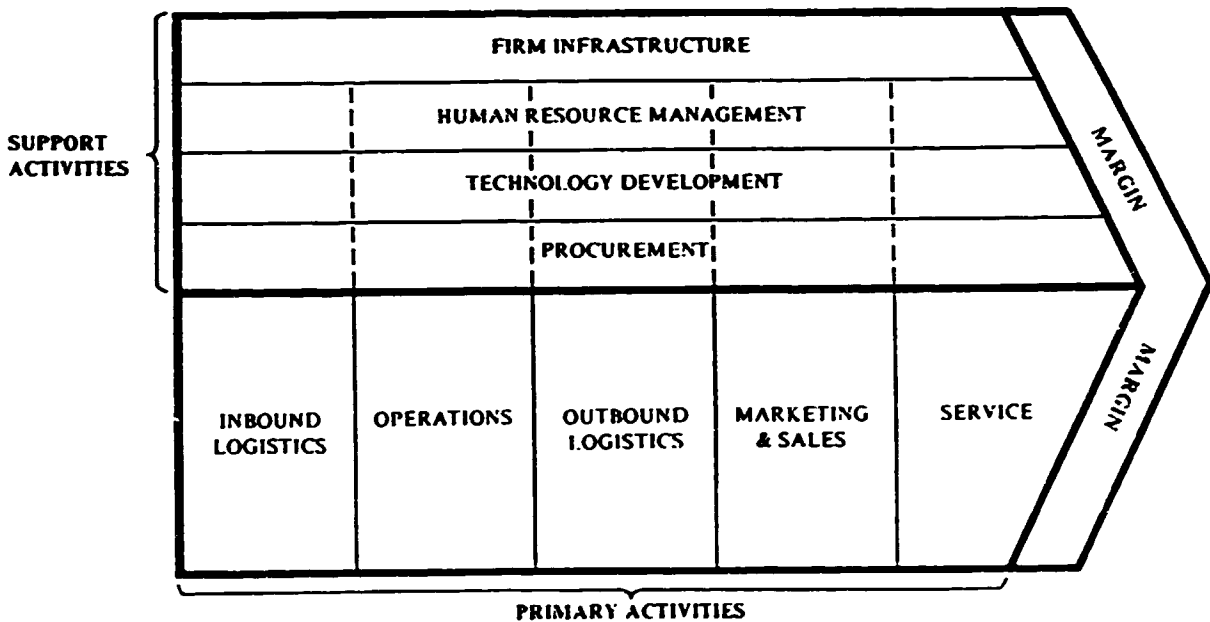 FIRM INFRASTRUCTURE
HUMAN RESOURCE MANAGEMENT
SUPPORT
ACTIVITIES
TECHNOLOGY DEVELOPMENT
PROCUREMENT
MARGIN
MARGIN
INBOUND
LOGISTICS
OPERATIONS
OUTBOUND
LOGISTICS
MARKETING
& SALES
SERVICE
PRIMARY ACTIVITIES